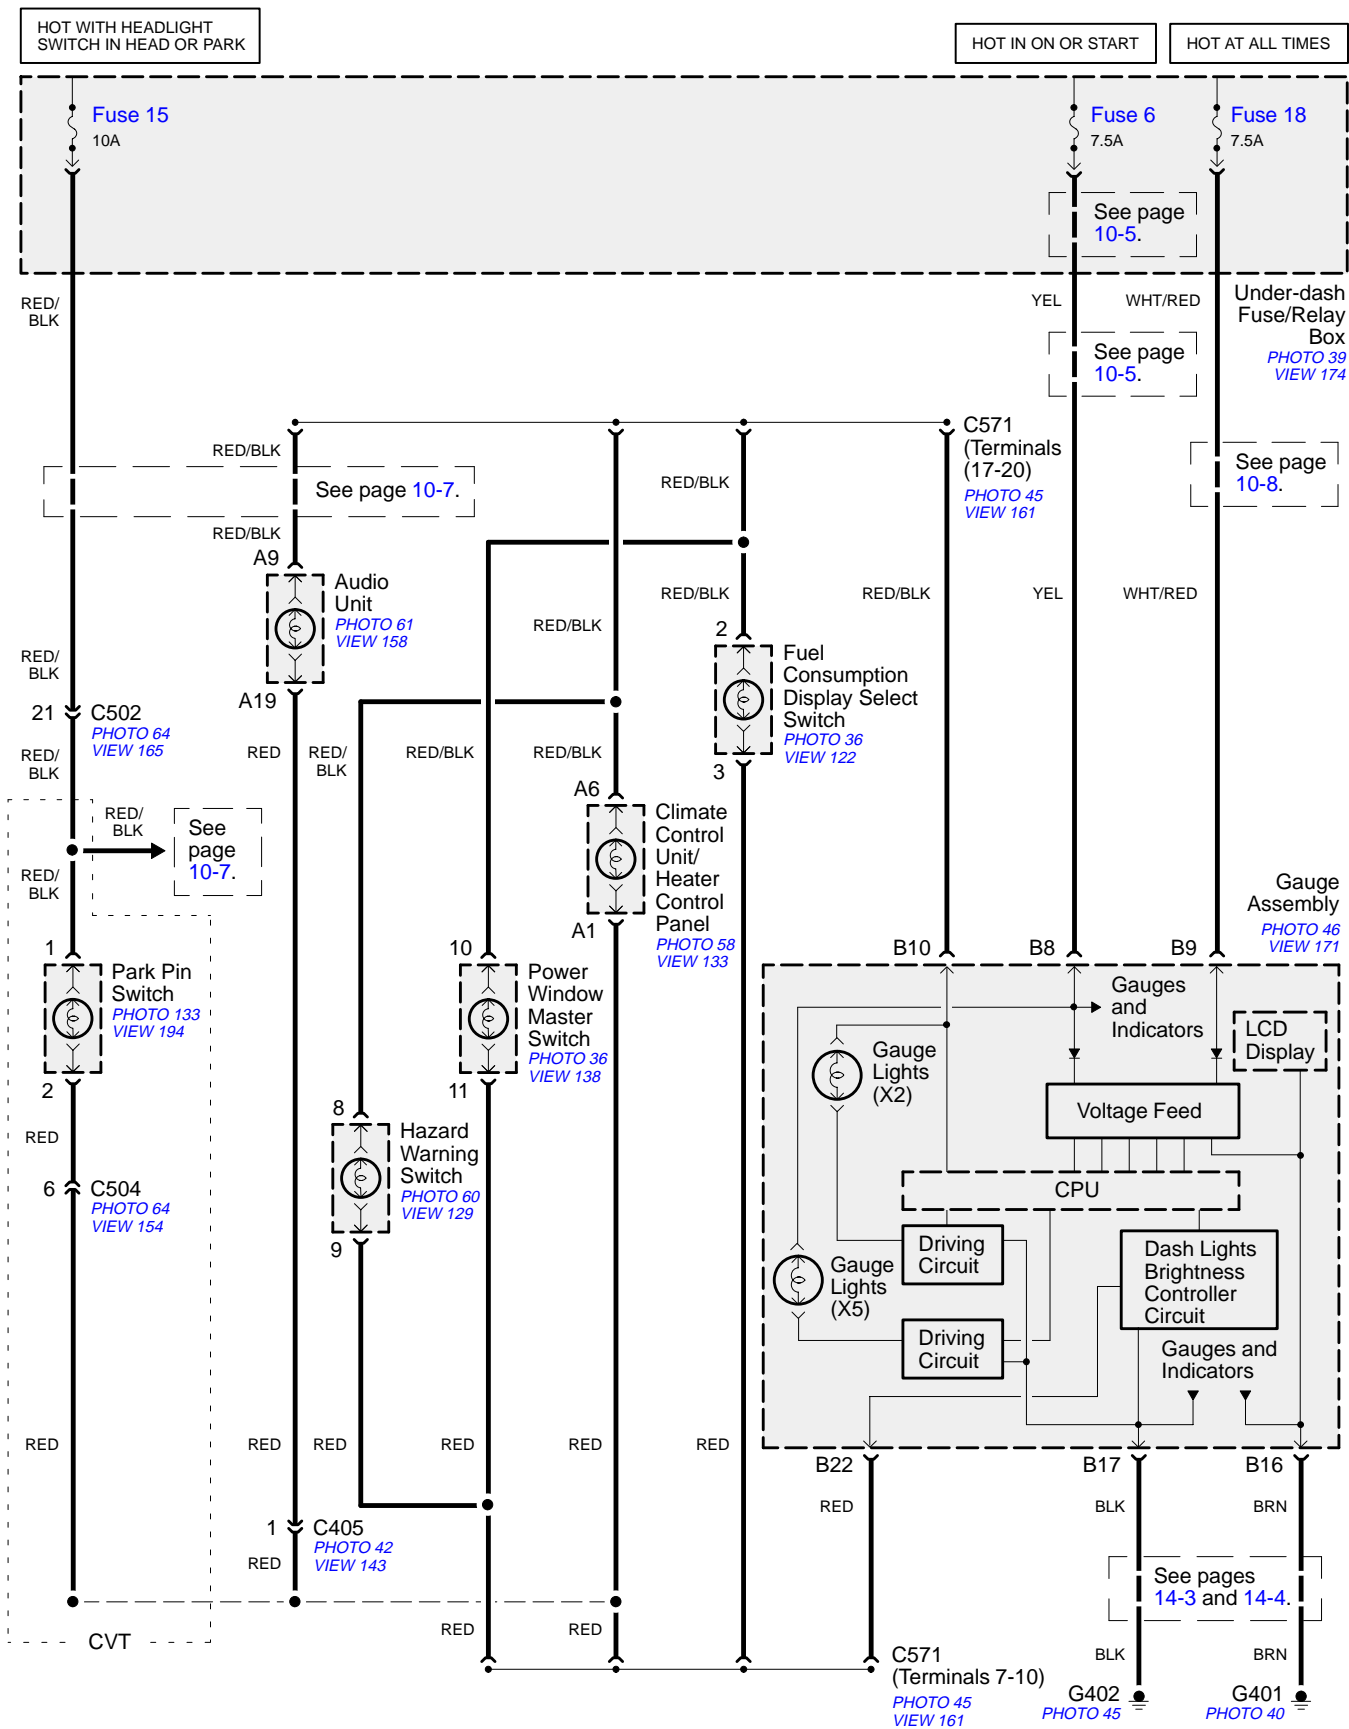 HOT WITH HEADLIGHT
SWITCH IN HEAD OR PARK
HOT IN ON OR START
HOT AT ALL TIMES
Fuse 15
10A
Fuse 6
7.5A
Fuse 18
7.5A
See page
10-5.
RED/
BLK
YEL
WHT/RED
Under-dash
Fuse/Relay
Box
PHOTO 39
VIEW 174
See page
10-5.
C571
(Terminals
(17-20)
PHOTO 45
VIEW 161
RED/BLK
See page 10-7.
RED/BLK
See page
10-8.
RED/BLK
A9
Audio
Unit
PHOTO 61
VIEW 158
A19
RED/BLK
RED/BLK
RED/BLK
YEL
WHT/RED
2
Fuel
Consumption
Display Select
Switch
PHOTO 36
VIEW 122
3
RED/
BLK
21
C502
PHOTO 64
VIEW 165
RED/
BLK
RED
RED/
BLK
RED/BLK
RED/BLK
RED/
BLK
See
page
10-7.
RED/
BLK
A6
Climate
Control
Unit/
Heater
Control
Panel
PHOTO 58
VIEW 133
A1
Gauge
Assembly
PHOTO 46
VIEW 171
1
Park Pin
Switch
PHOTO 133
VIEW 194
2
10
Power
Window
Master
Switch
PHOTO 36
VIEW 138
11
B10
B8
B9
Gauges
and
Indicators
LCD
Display
Gauge
Lights
(X2)
Voltage Feed
RED
8
Hazard
Warning
Switch
PHOTO 60
VIEW 129
9
6
C504
PHOTO 64
VIEW 154
CPU
Driving
Circuit
Dash Lights
Brightness
Controller
Circuit
Gauge
Lights
(X5)
Driving
Circuit
Gauges and
Indicators
RED
RED
RED
RED
RED
RED
B22
B17
B16
RED
BLK
BRN
1
C405
PHOTO 42
VIEW 143
RED
See pages
14-3 and 14-4.
CVT
RED
RED
C571
(Terminals 7-10)
PHOTO 45
VIEW 161
BLK
BRN
G402
PHOTO 45
G401
PHOTO 40